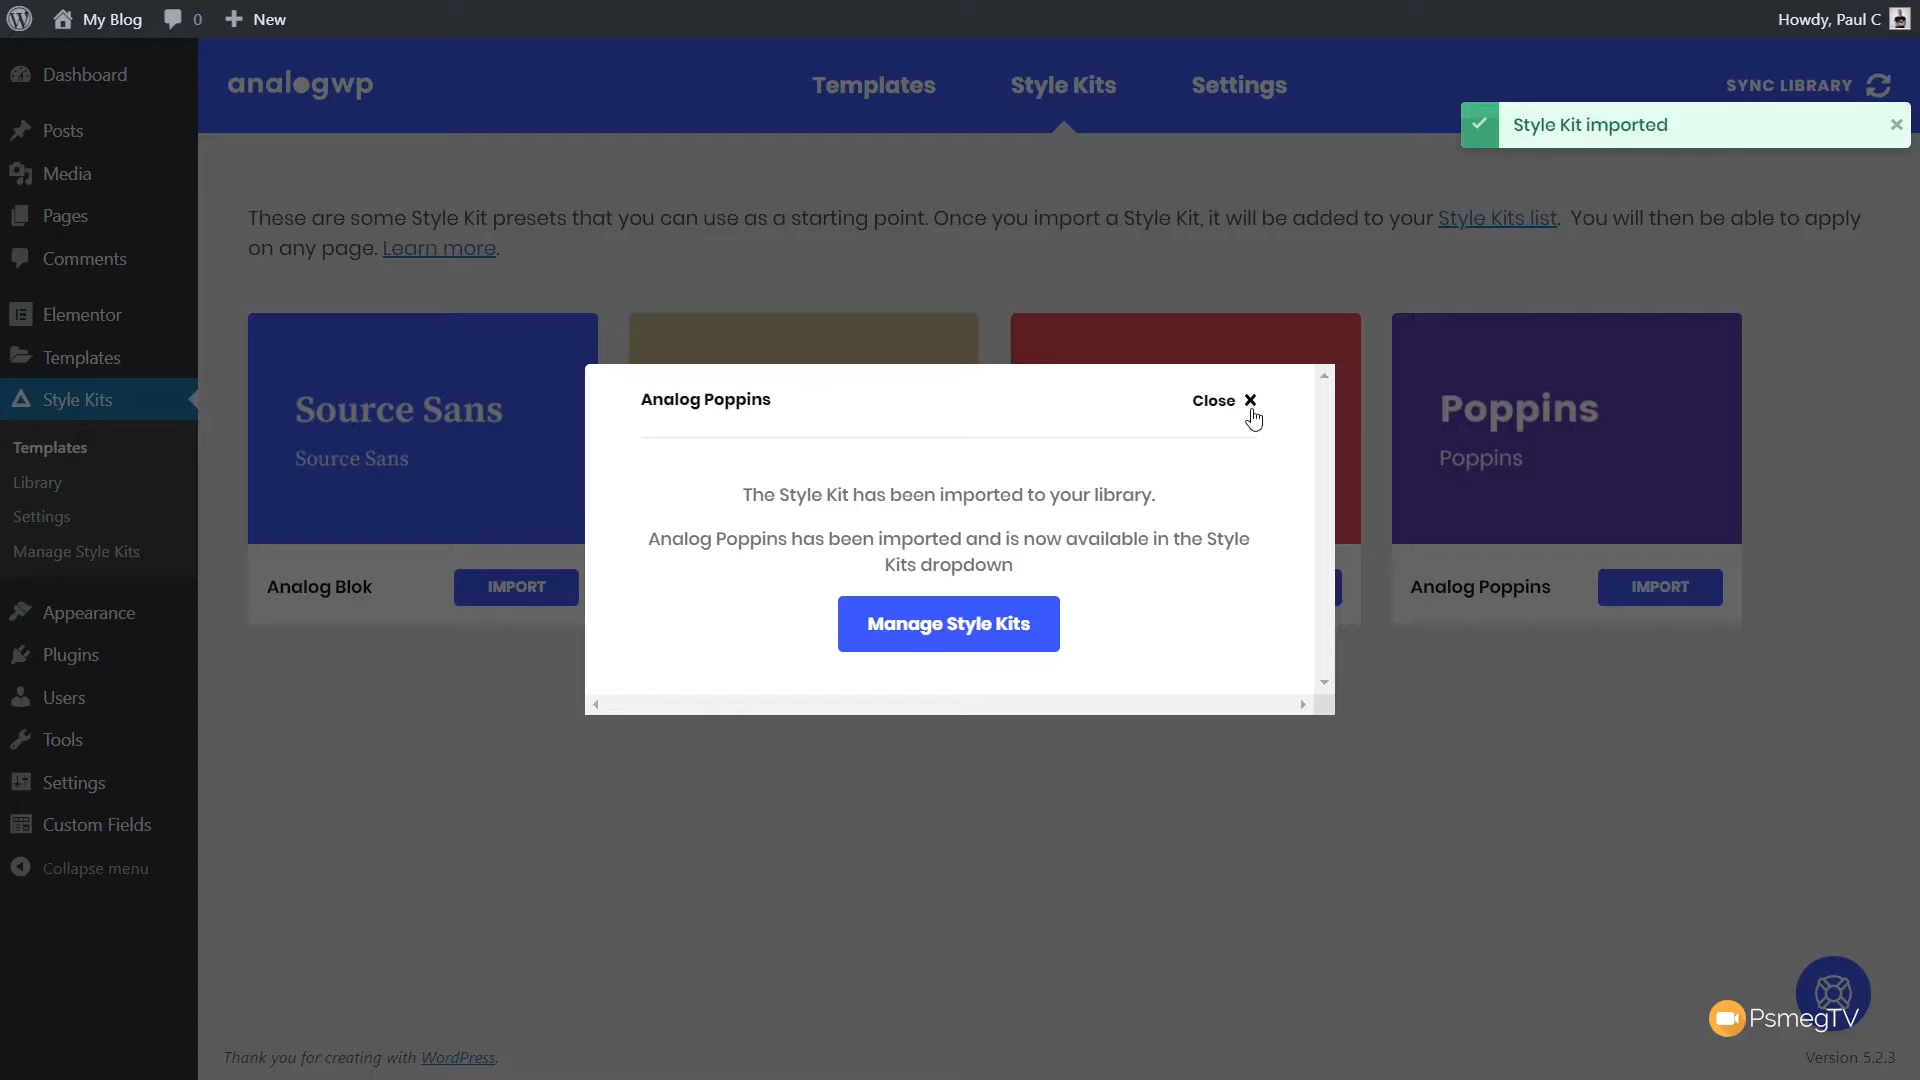 My Blog
0
New
Howdy, Paul C
Dashboard
Posts
Media
Pages
Comments
Elementor
Templates
Style Kits
Templates
Library
Settings
Manage Style Kits
Appearance
Plugins
Users
Tools
Settings
Custom Fields
Collapse menu
analogwp
Templates
Style Kits
Settings
SYNC LIBRARY
Style Kit imported
These are some Style Kit presets that you can use as a starting point. Once you import a Style Kit, it will be added to your Style Kits list. You will then be able to apply
on any page. Learn more.
Source Sans
Source Sans
Analog Blok
IMPORT
Analog Poppins
Close
The Style Kit has been imported to your library.
Analog Poppins has been imported and is now available in the Style
Kits dropdown
Manage Style Kits
Poppins
Poppins
Analog Poppins
IMPORT
PsmegTV
Thank you for creating with WordPress.
Version 5.2.3